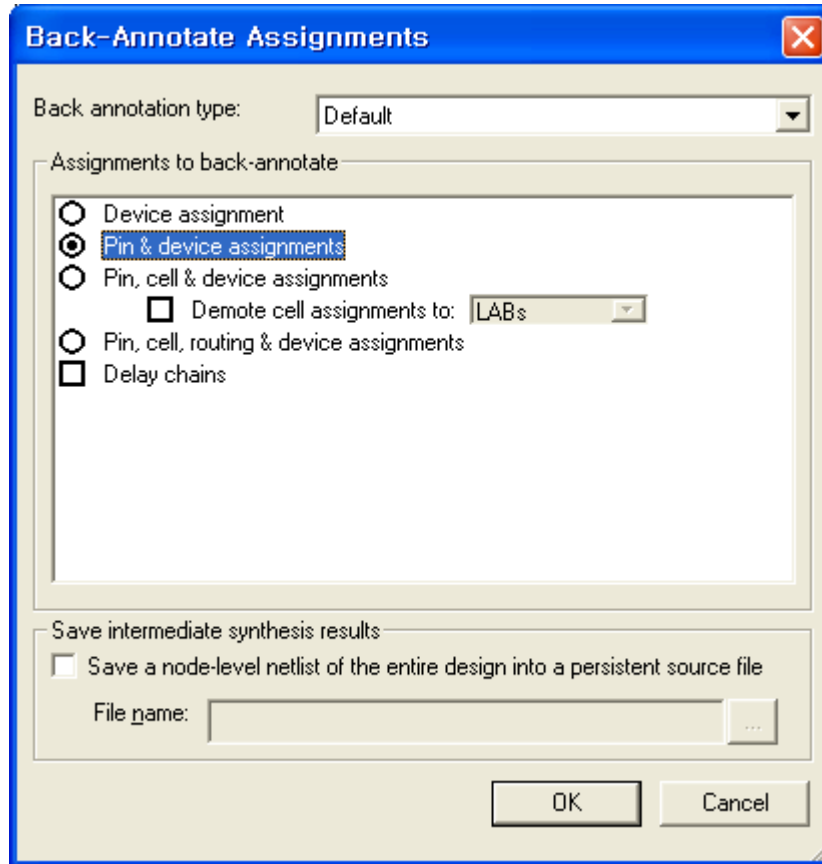 Back-Annotate Assignments
Back annotation type: Default
Assignments to back-annotate
Device assignment
Pin & device assignments
Pin, cell & device assignments
Demote cell assignments to: LABs
Pin, cell, routing & device assignments
Delay chains
Save intermediate synthesis results
Save a node-level netlist of the entire design into a persistent source file
File name: ...
OK Cancel